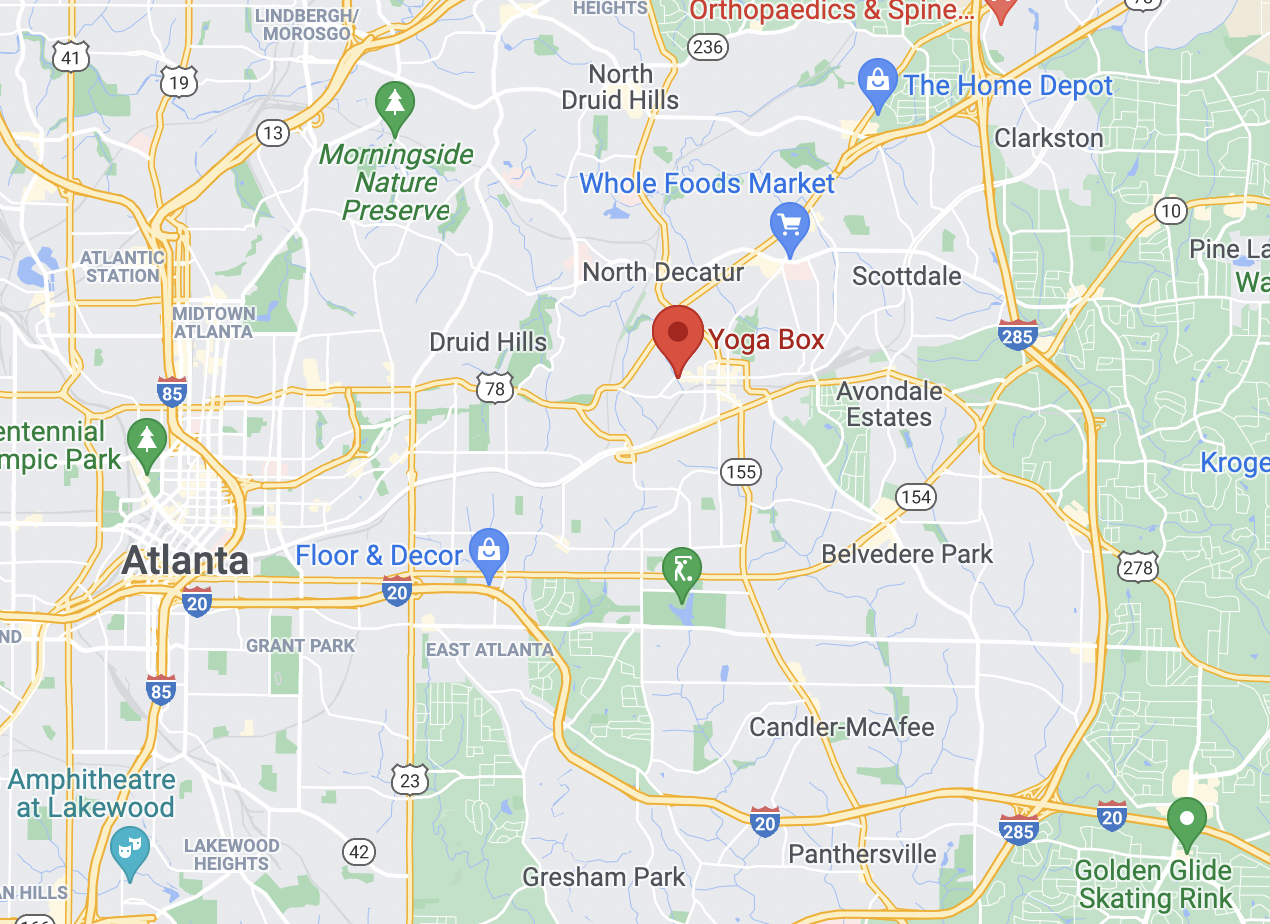 LINDBERGH/
MOROSGO
HEIGHTS
Orthopaedics & Spine...
41
19
236
North
Druid Hills
The Home Depot
13
Clarkston
Morningside
Nature
Preserve
Whole Foods Market
10
ATLANTIC
STATION
North Decatur
Scottdale
Pine La
Wa
MIDTOWN
ATLANTA
Druid Hills
Yoga Box
285
85
78
Avondale
Estates
entennial
mpic Park
155
Kroge
154
Atlanta
Floor & Decor
Belvedere Park
278
20
20
ND
GRANT PARK
EAST ATLANTA
85
Candler-McAfee
Amphitheatre
at Lakewood
23
20
285
20
LAKEWOOD
HEIGHTS
42
Panthersville
Golden Glide
Skating Rink
Gresham Park
AN HILLS